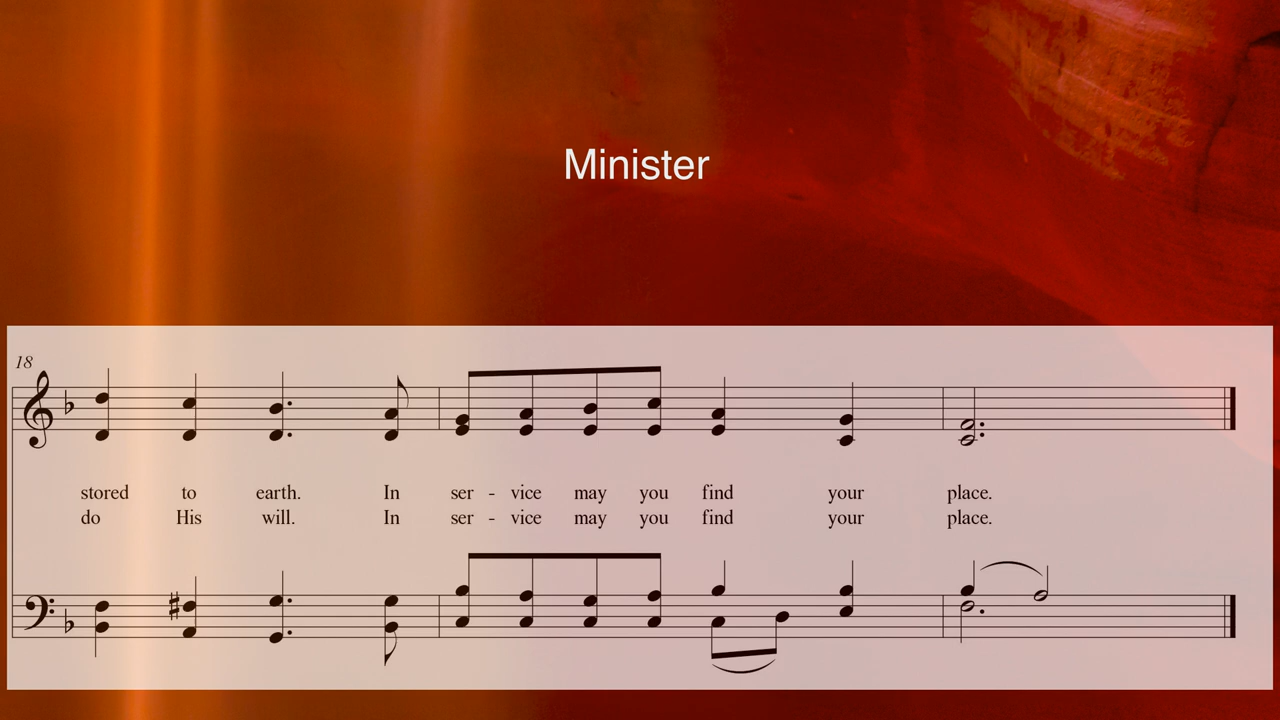 Minister
18
stored to earth. In ser - vice may you find your place.
do His will. In ser - vice may you find your place.